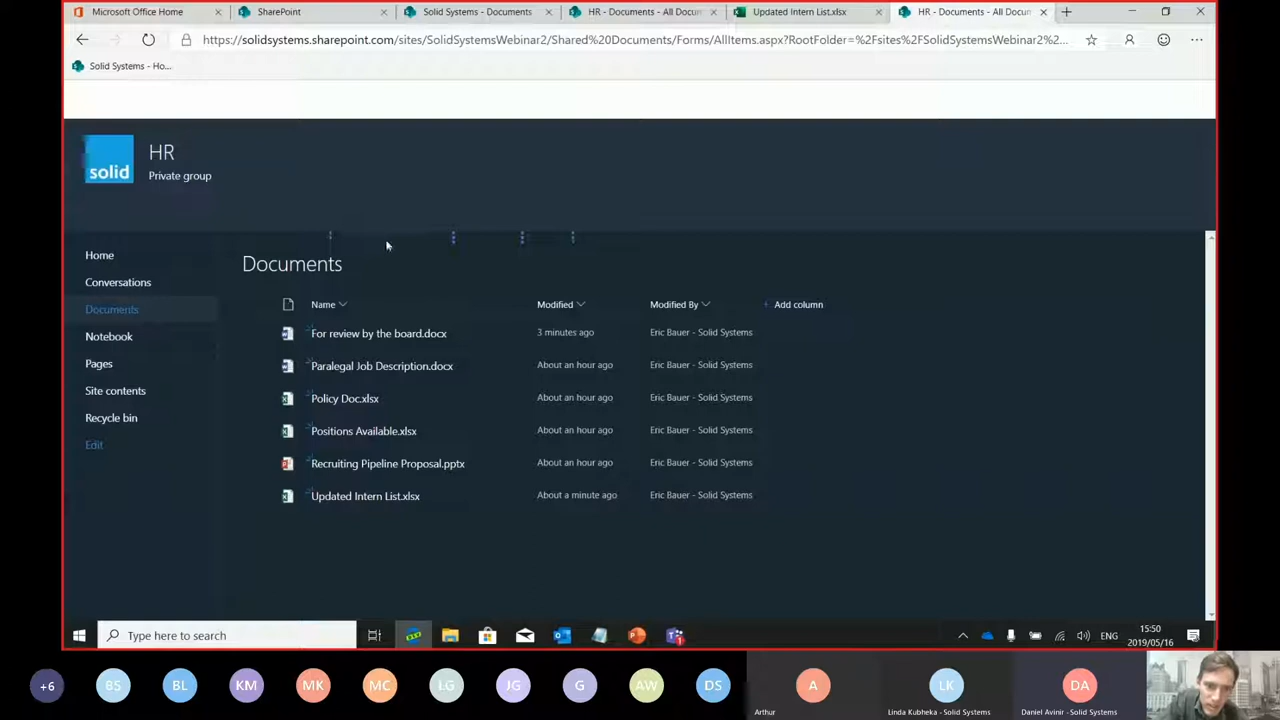 Microsoft Office Home
SharePoint
Solid Systems - Documents
HR - Documents - All Docum
Updated Intern List.xlsx
HR - Documents - All Docun
https://solidsystems.sharepoint.com/sites/SolidSystemsWebinar2/Shared%20Documents/Forms/AllItems.aspx?RootFolder=%2Fsites%2FSolidSystemsWebinar2%2...
Solid Systems - Ho...
solid
HR
Private group
Home
Conversations
Documents
Notebook
Pages
Site contents
Recycle bin
Edit
Documents
Name Modified Modified By + Add column
For review by the board.docx 3 minutes ago Eric Bauer - Solid Systems
Paralegal Job Description.docx About an hour ago Eric Bauer - Solid Systems
Policy Doc.xlsx About an hour ago Eric Bauer - Solid Systems
Positions Available.xlsx About an hour ago Eric Bauer - Solid Systems
Recruiting Pipeline Proposal.pptx About an hour ago Eric Bauer - Solid Systems
Updated Intern List.xlsx About a minute ago Eric Bauer - Solid Systems
Type here to search
ENG
15:50
2019/05/16
+6 BS BL KM MK MC LG JG G AW DS A LK DA
Arthur
Linda Kubheka - Solid Systems
Daniel Avinir - Solid Systems